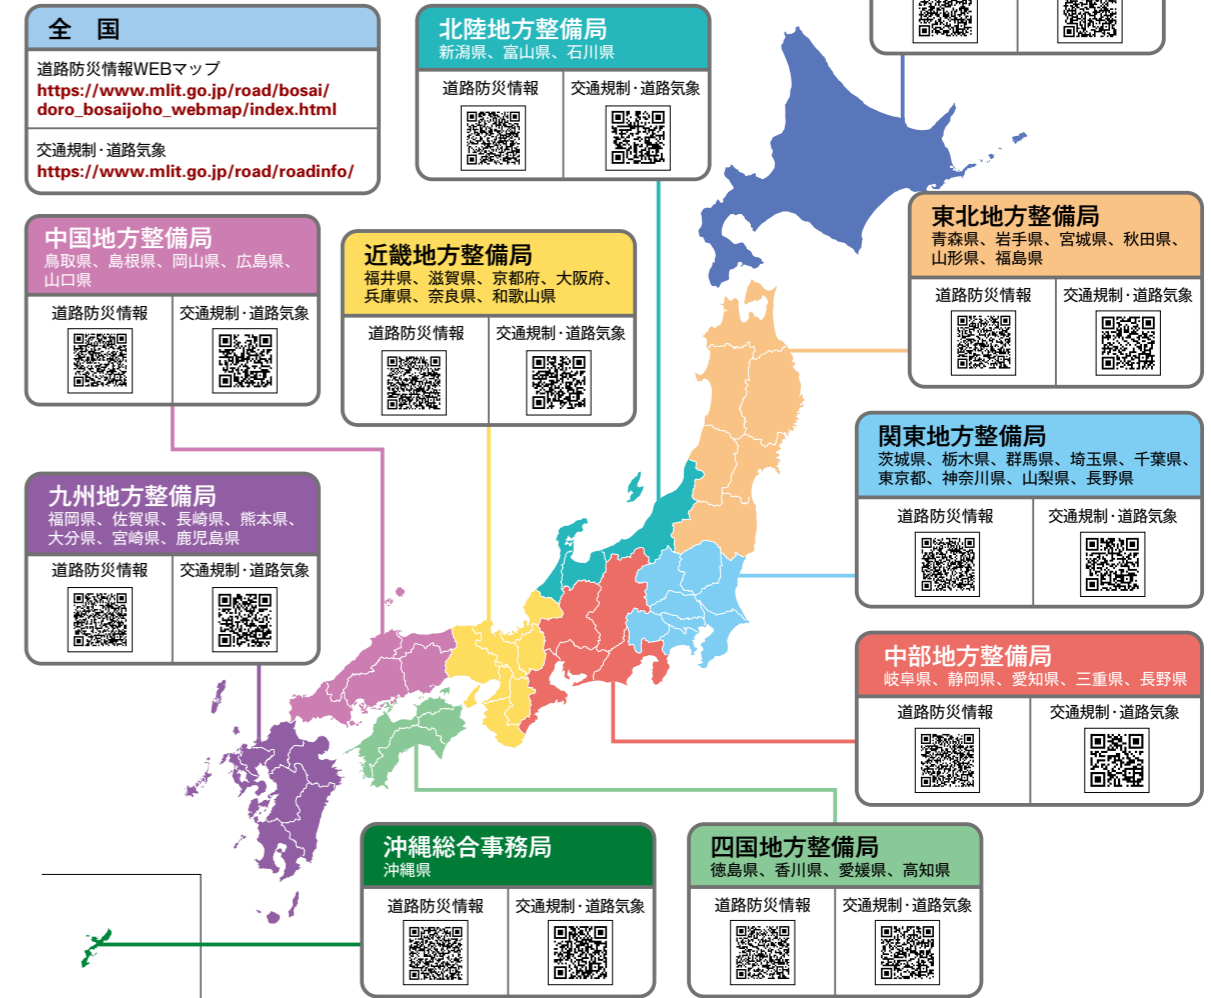 全　国
道路防災情報WEBマップ
https://www.mlit.go.jp/road/bosai/
doro_bosaijoho_webmap/index.html
交通規制・道路気象
https://www.mlit.go.jp/road/roadinfo/
北陸地方整備局
新潟県、富山県、石川県
道路防災情報
交通規制・道路気象
中国地方整備局
鳥取県、島根県、岡山県、広島県、
山口県
道路防災情報
交通規制・道路気象
近畿地方整備局
福井県、滋賀県、京都府、大阪府、
兵庫県、奈良県、和歌山県
道路防災情報
交通規制・道路気象
東北地方整備局
青森県、岩手県、宮城県、秋田県、
山形県、福島県
道路防災情報
交通規制・道路気象
九州地方整備局
福岡県、佐賀県、長崎県、熊本県、
大分県、宮崎県、鹿児島県
道路防災情報
交通規制・道路気象
関東地方整備局
茨城県、栃木県、群馬県、埼玉県、千葉県、
東京都、神奈川県、山梨県、長野県
道路防災情報
交通規制・道路気象
中部地方整備局
岐阜県、静岡県、愛知県、三重県、長野県
道路防災情報
交通規制・道路気象
沖縄総合事務局
沖縄県
道路防災情報
交通規制・道路気象
四国地方整備局
徳島県、香川県、愛媛県、高知県
道路防災情報
交通規制・道路気象